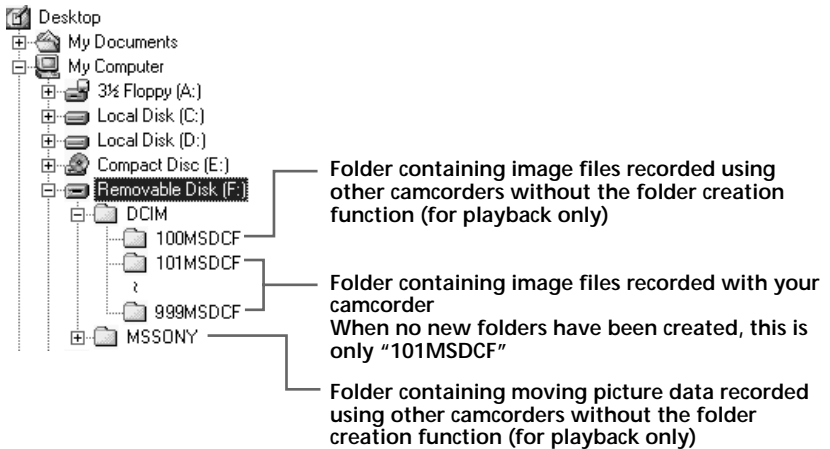 Desktop
My Documents
My Computer
3½ Floppy (A:)
Local Disk (C:)
Local Disk (D:)
Compact Disc (E:)
Removable Disk (F:)
DCIM
100MSDCF
101MSDCF
~
999MSDCF
MSSONY
Folder containing image files recorded using
other camcorders without the folder creation
function (for playback only)
Folder containing image files recorded with your
camcorder
When no new folders have been created, this is
only “101MSDCF”
Folder containing moving picture data recorded
using other camcorders without the folder
creation function (for playback only)